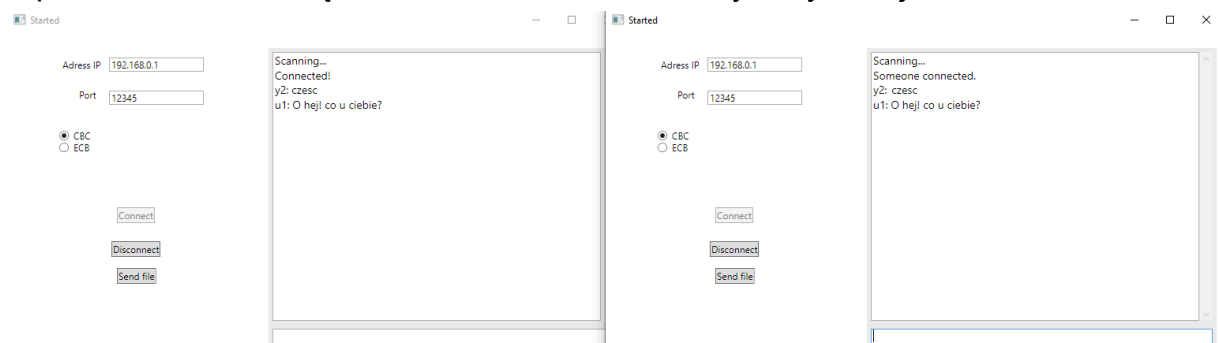 Started
Adress IP 192.168.0.1
Port 12345
CBC
ECB
Connect
Disconnect
Send file
Scanning...
Connected!
y2: czesc
u1: O hej! co u ciebie?
Started
Adress IP 192.168.0.1
Port 12345
CBC
ECB
Connect
Disconnect
Send file
Scanning...
Someone connected.
y2: czesc
u1: O hej! co u ciebie?